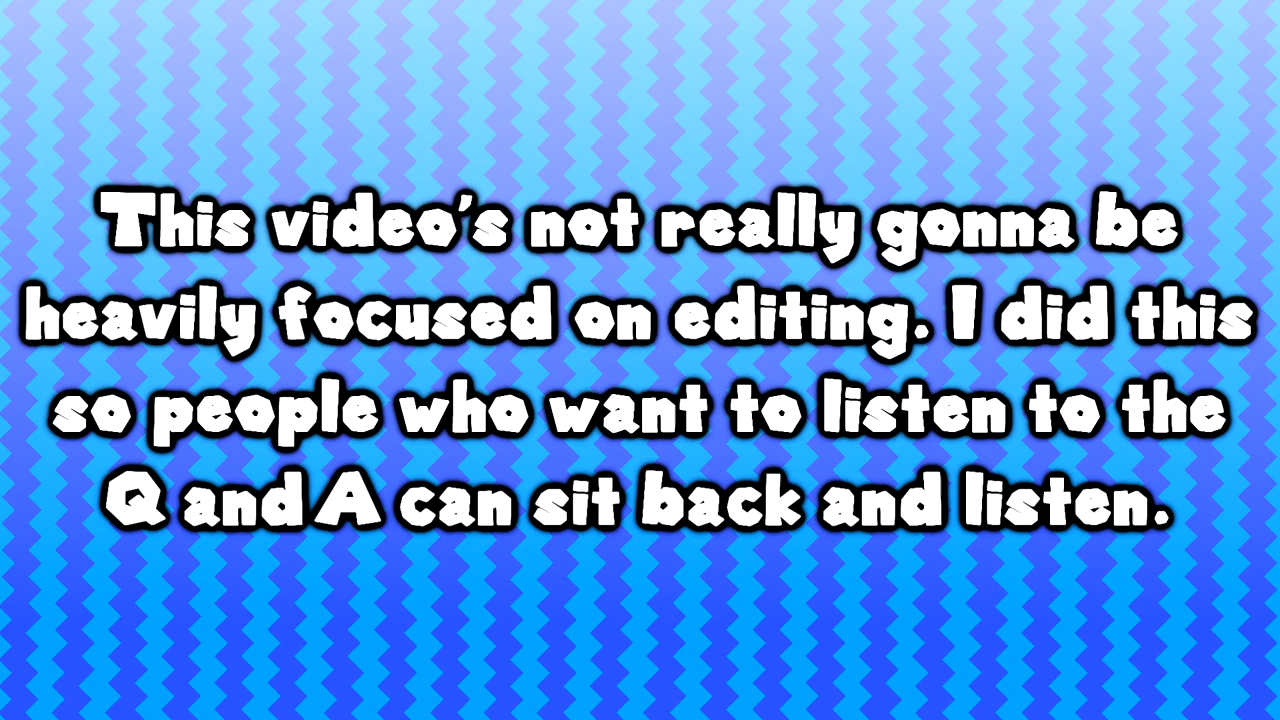 This video's not really gonna be
heavily focused on editing. I did this
so people who want to listen to the
Q and A can sit back and listen.